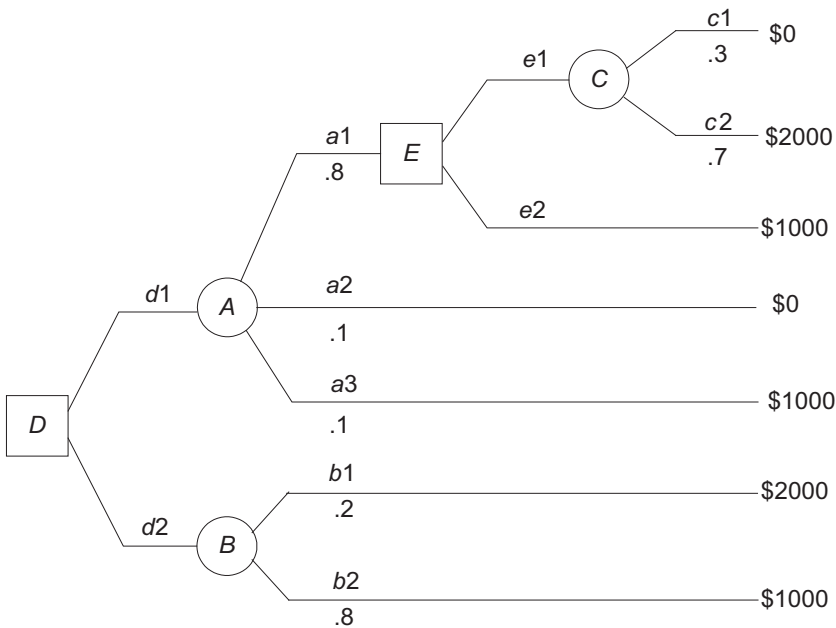 c1 $0
.3
e1 C
c2 $2000
.7
a1 E
.8
e2 $1000
d1 A a2 $0
.1
a3 $1000
.1
D
b1 $2000
.2
d2 B
b2 $1000
.8